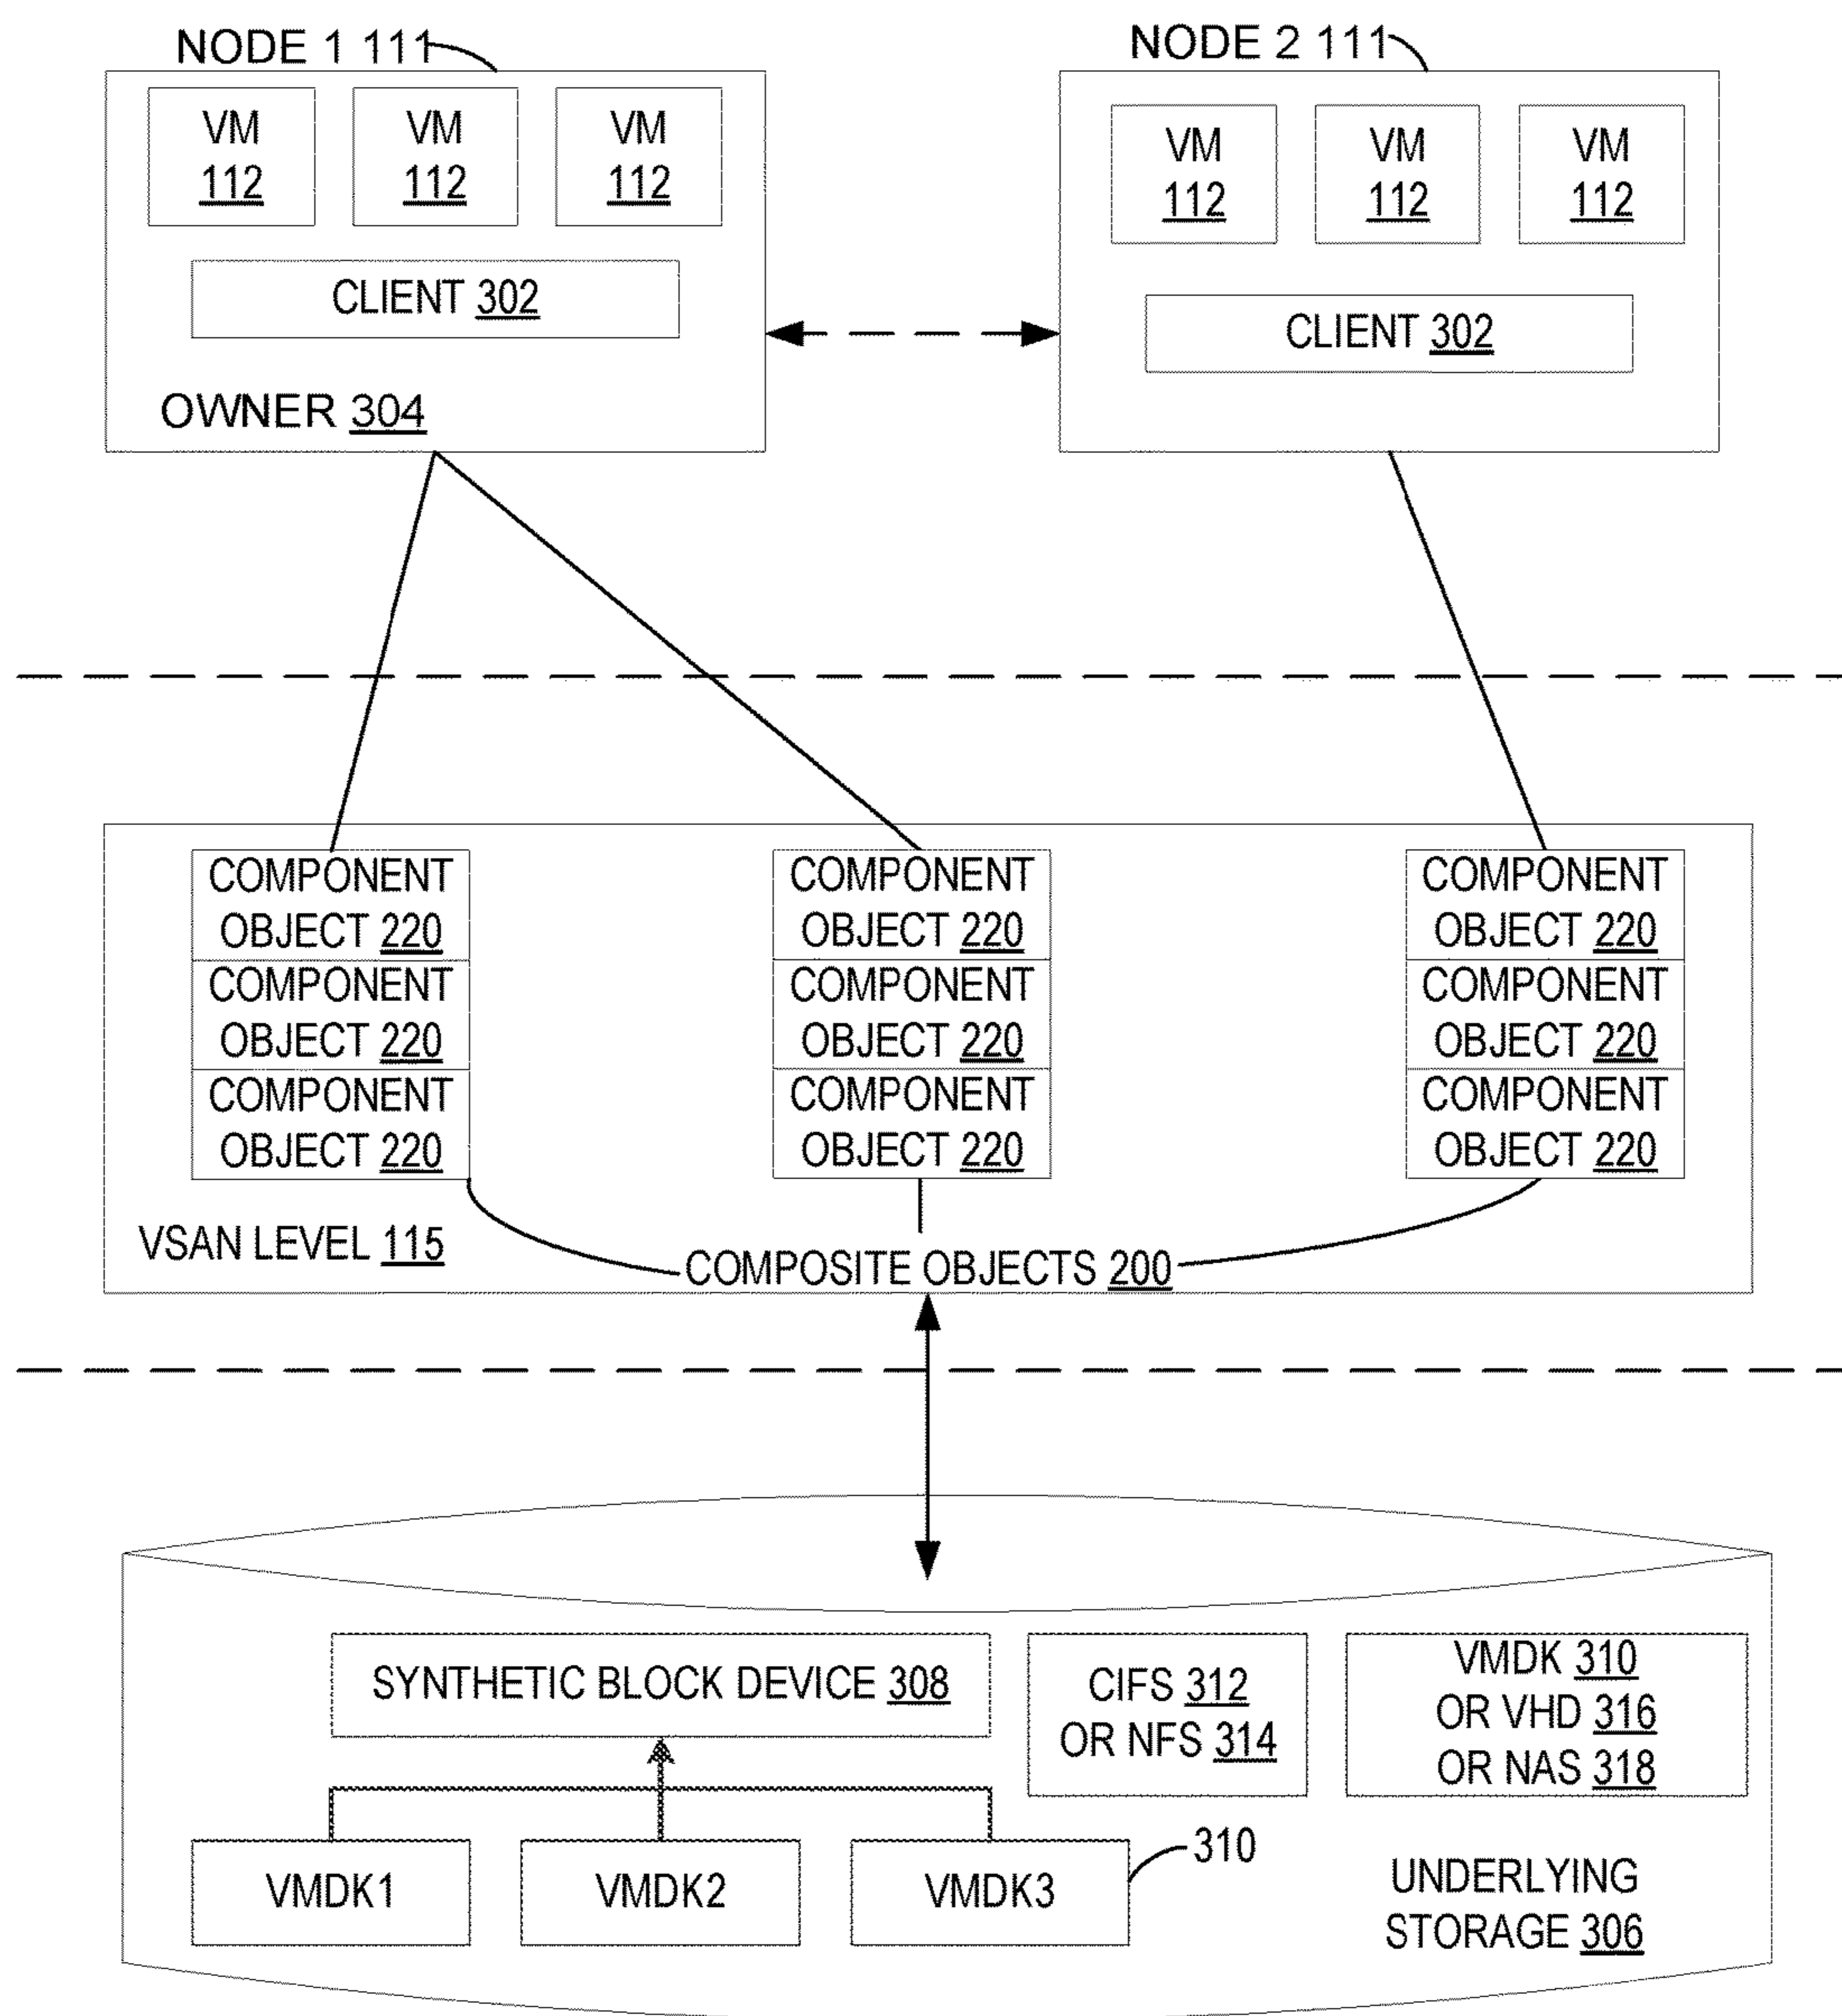 NODE 1 111
NODE 2 111
VM
112
VM
112
VM
112
CLIENT 302
OWNER 304
VM
112
VM
112
VM
112
CLIENT 302
COMPONENT
OBJECT 220
COMPONENT
OBJECT 220
COMPONENT
OBJECT 220
COMPONENT
OBJECT 220
COMPONENT
OBJECT 220
COMPONENT
OBJECT 220
COMPONENT
OBJECT 220
COMPONENT
OBJECT 220
COMPONENT
OBJECT 220
VSAN LEVEL 115
COMPOSITE OBJECTS 200
SYNTHETIC BLOCK DEVICE 308
CIFS 312
OR NFS 314
VMDK 310
OR VHD 316
OR NAS 318
VMDK1
VMDK2
VMDK3
310
UNDERLYING
STORAGE 306